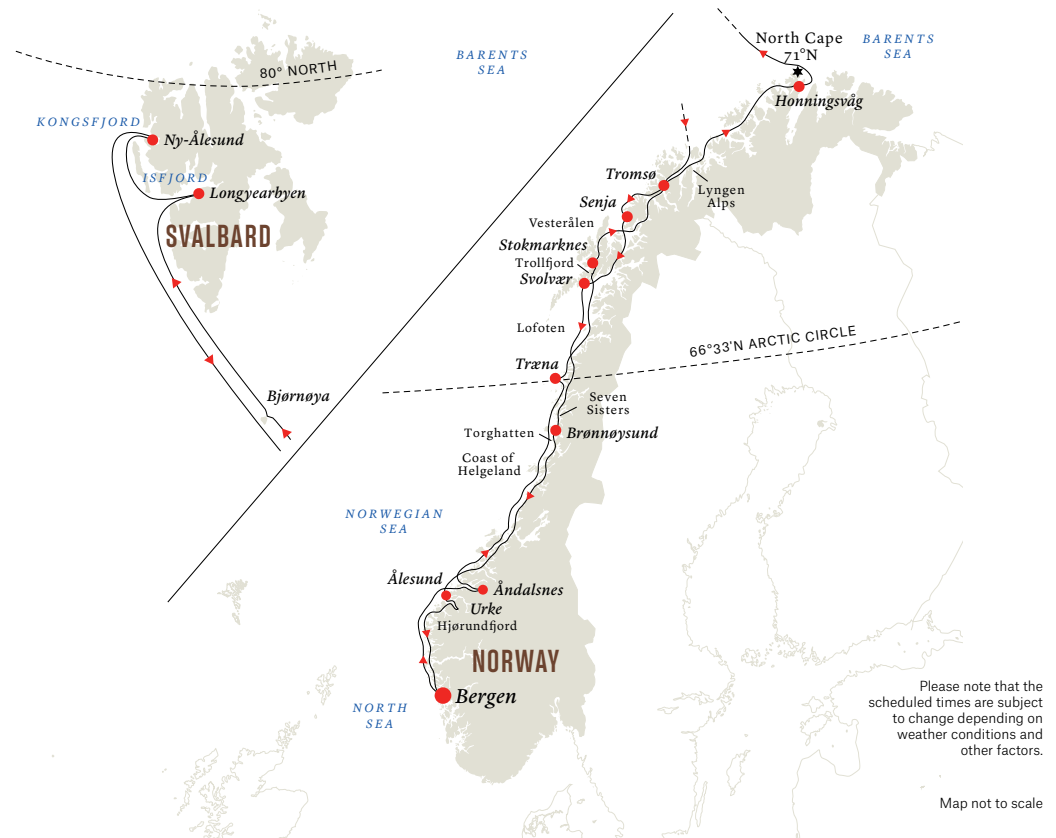 80° NORTH
BARENTS
SEA
North Cape
71°N
BARENTS
SEA
Honningsvåg
KONGSFJORD
Ny-Ålesund
ISFJORD
Longyearbyen
SVALBARD
Tromsø
Lyngen
Alps
Senja
Vesterålen
Stokmarknes
Trollfjord
Svolvær
Lofoten
66°33'N ARCTIC CIRCLE
Træna
Bjørnøya
Seven
Sisters
Torghatten
Brønnøysund
Coast of
Helgeland
NORWEGIAN
SEA
Ålesund
Åndalsnes
Urke
Hjørundfjord
NORWAY
Bergen
NORTH
SEA
Please note that the
scheduled times are subject
to change depending on
weather conditions and
other factors.
Map not to scale